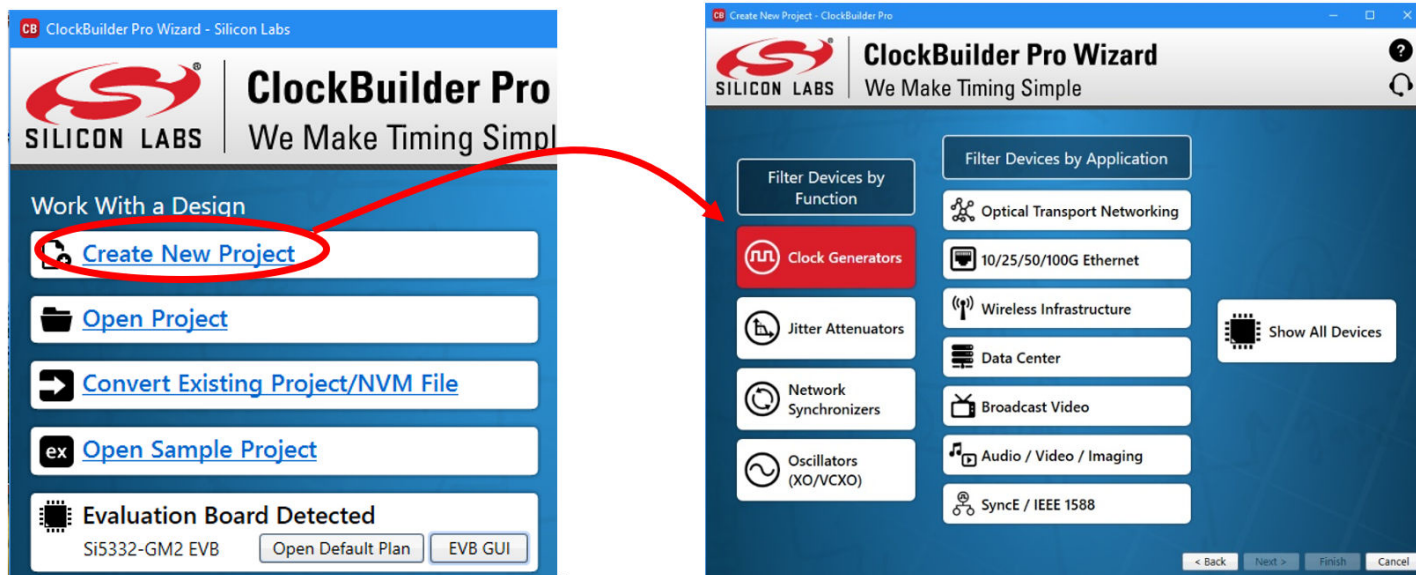 CB ClockBuilder Pro Wizard - Silicon Labs
SILICON LABS
ClockBuilder Pro
We Make Timing Simpl
Work With a Design
Create New Project
Open Project
Convert Existing Project/NVM File
ex Open Sample Project
Evaluation Board Detected
Si5332-GM2 EVB Open Default Plan EVB GUI
CB Create New Project - ClockBuilder Pro
SILICON LABS
ClockBuilder Pro Wizard
We Make Timing Simple
?
Filter Devices by
Function
Clock Generators
Jitter Attenuators
Network
Synchronizers
Oscillators
(XO/VCXO)
Filter Devices by Application
Optical Transport Networking
10/25/50/100G Ethernet
Wireless Infrastructure
Data Center
Broadcast Video
Audio / Video / Imaging
SyncE / IEEE 1588
Show All Devices
< Back Next > Finish Cancel